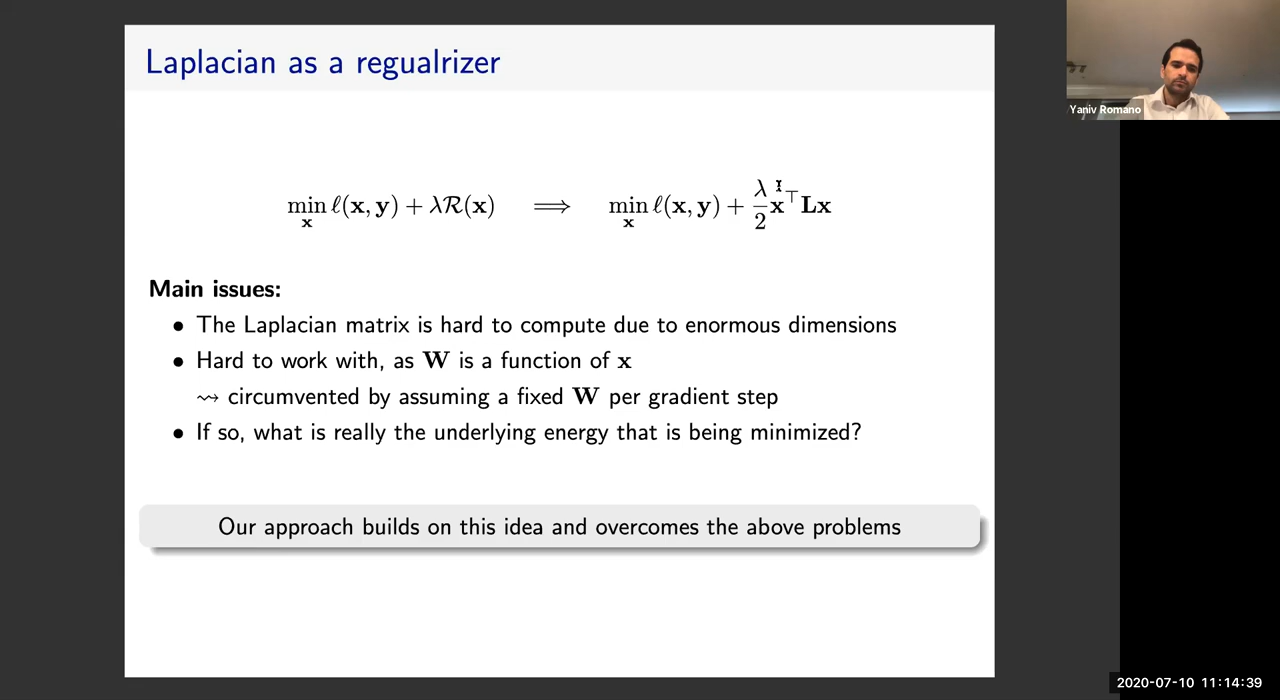 Laplacian as a regualrizer
Yaniv Romano
min_x ℓ(x, y) + λR(x) ⟹ min_x ℓ(x, y) + λ/2 x^⊤ Lx
Main issues:
• The Laplacian matrix is hard to compute due to enormous dimensions
• Hard to work with, as W is a function of x
⇝ circumvented by assuming a fixed W per gradient step
• If so, what is really the underlying energy that is being minimized?
Our approach builds on this idea and overcomes the above problems
2020-07-10 11:14:39